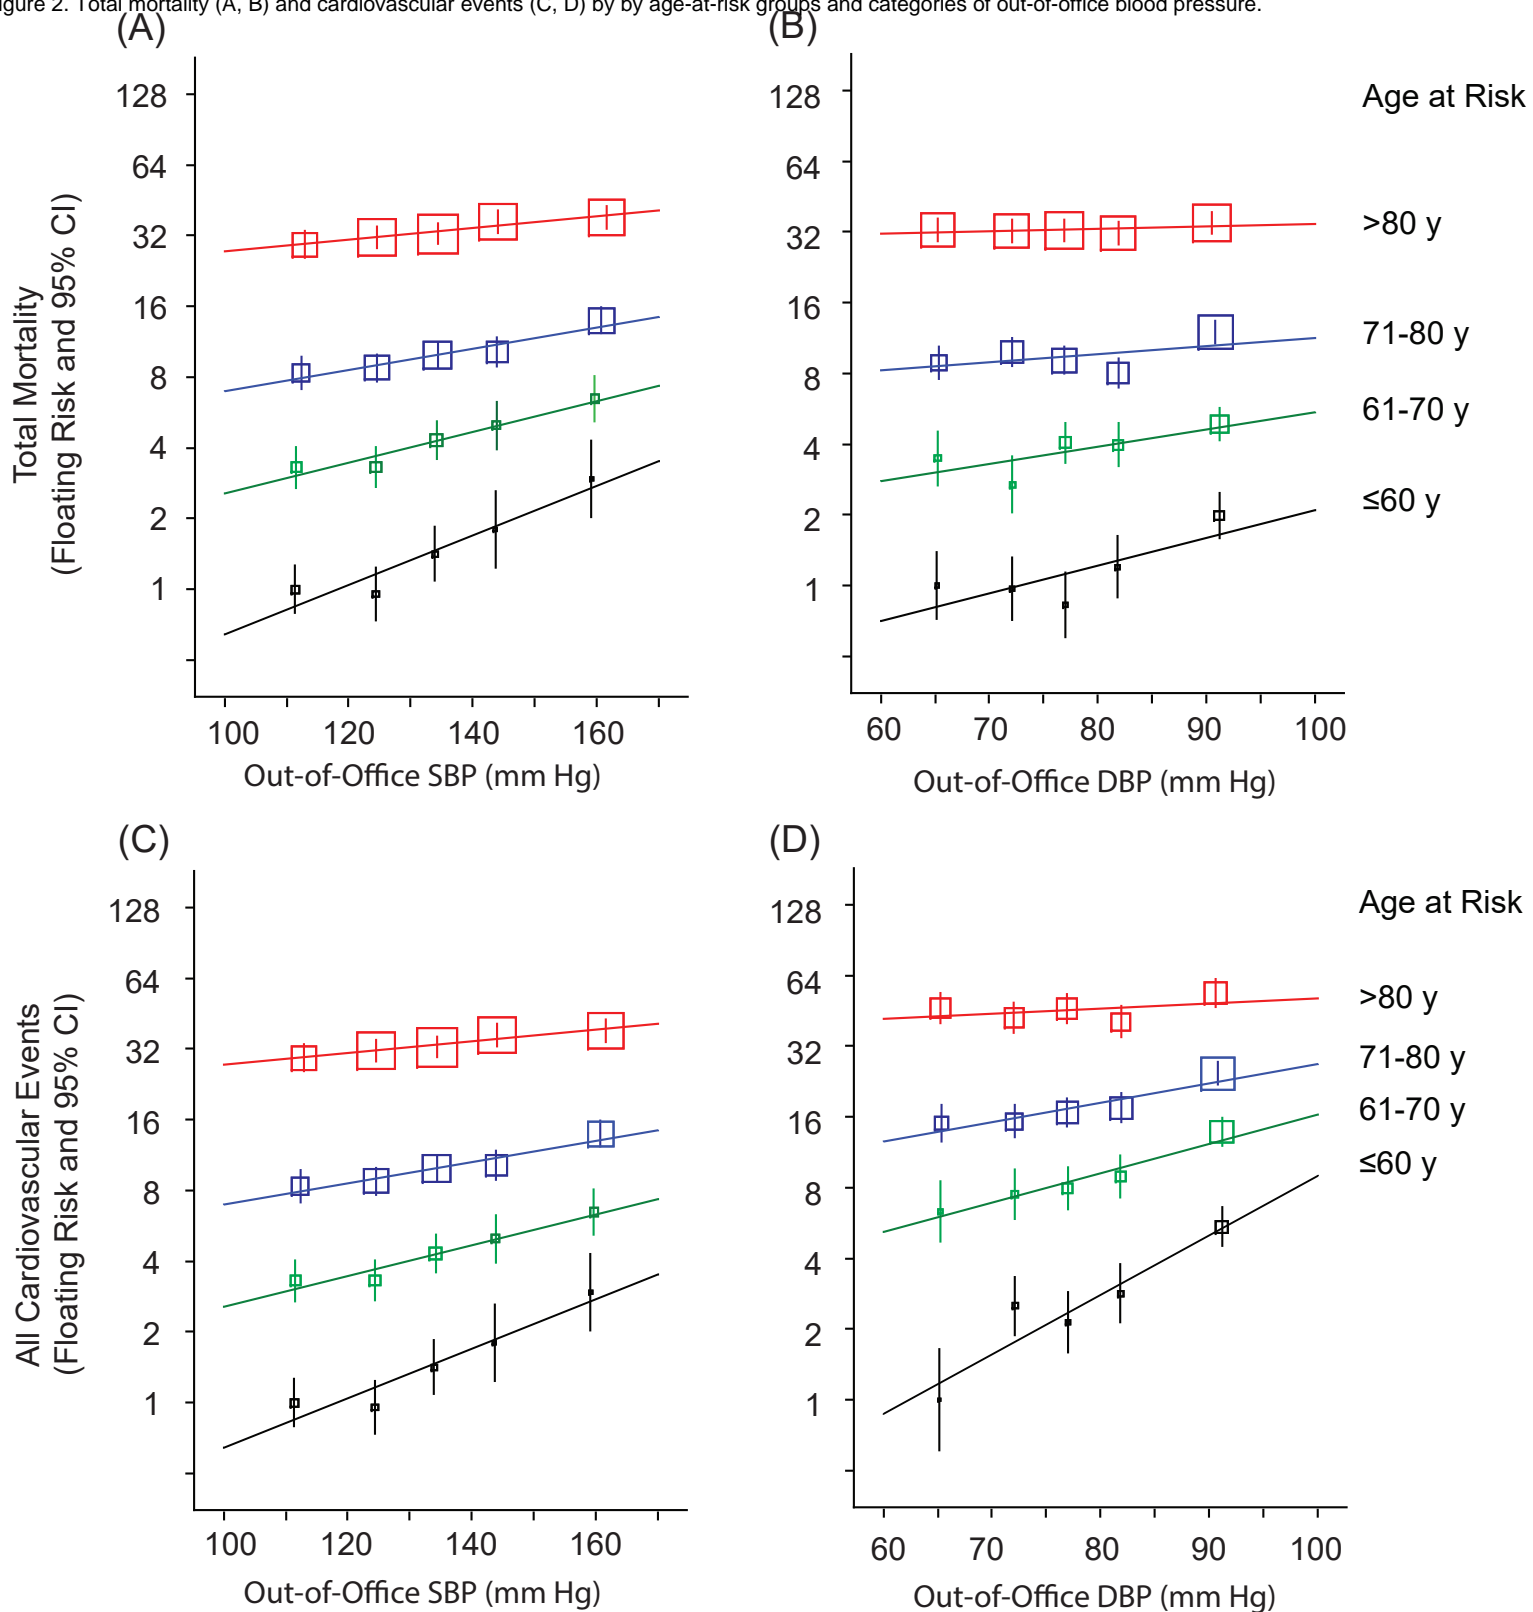 igure 2. Total mortality (A, B) and cardiovascular events (C, D) by by age-at-risk groups and categories of out-of-office blood pressure.
(A)
128
64
32
16
8
4
2
1
Total Mortality
(Floating Risk and 95% CI)
100 120 140 160
Out-of-Office SBP (mm Hg)
(B)
128
64
32
16
8
4
2
1
60 70 80 90 100
Out-of-Office DBP (mm Hg)
Age at Risk
>80 y
71-80 y
61-70 y
≤60 y
(C)
128
64
32
16
8
4
2
1
All Cardiovascular Events
(Floating Risk and 95% CI)
100 120 140 160
Out-of-Office SBP (mm Hg)
(D)
128
64
32
16
8
4
2
1
60 70 80 90 100
Out-of-Office DBP (mm Hg)
Age at Risk
>80 y
71-80 y
61-70 y
≤60 y